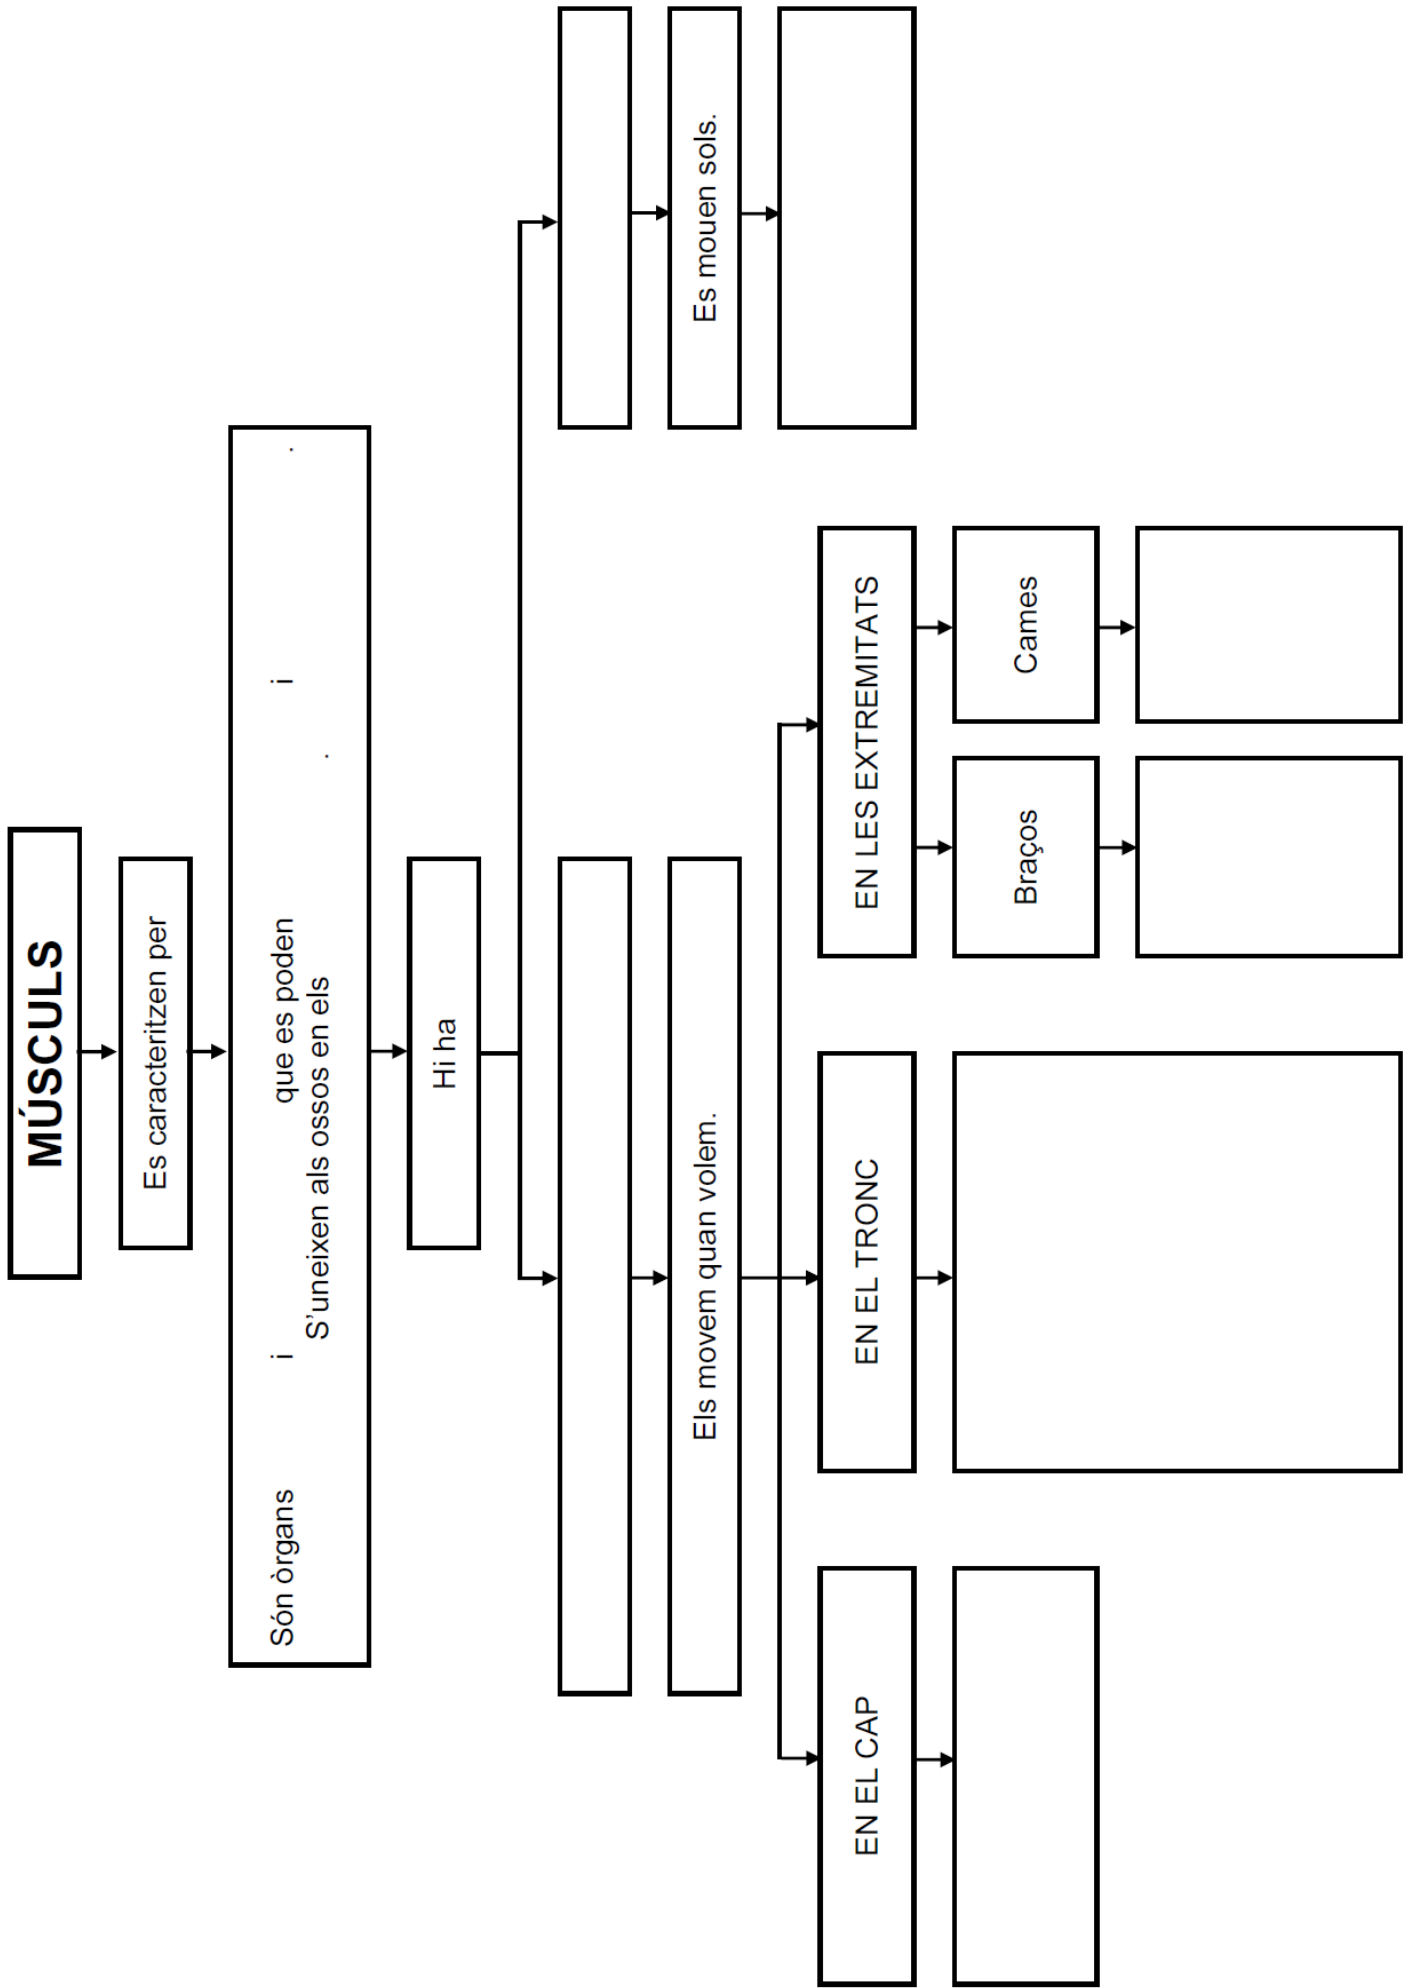 MÚSCULS
Es caracteritzen per
Són òrgans i que es poden i .
S'uneixen als ossos en els .
Hi ha
Els movem quan volem.
Es mouen sols.
EN EL CAP
EN EL TRONC
EN LES EXTREMITATS
Braços
Cames